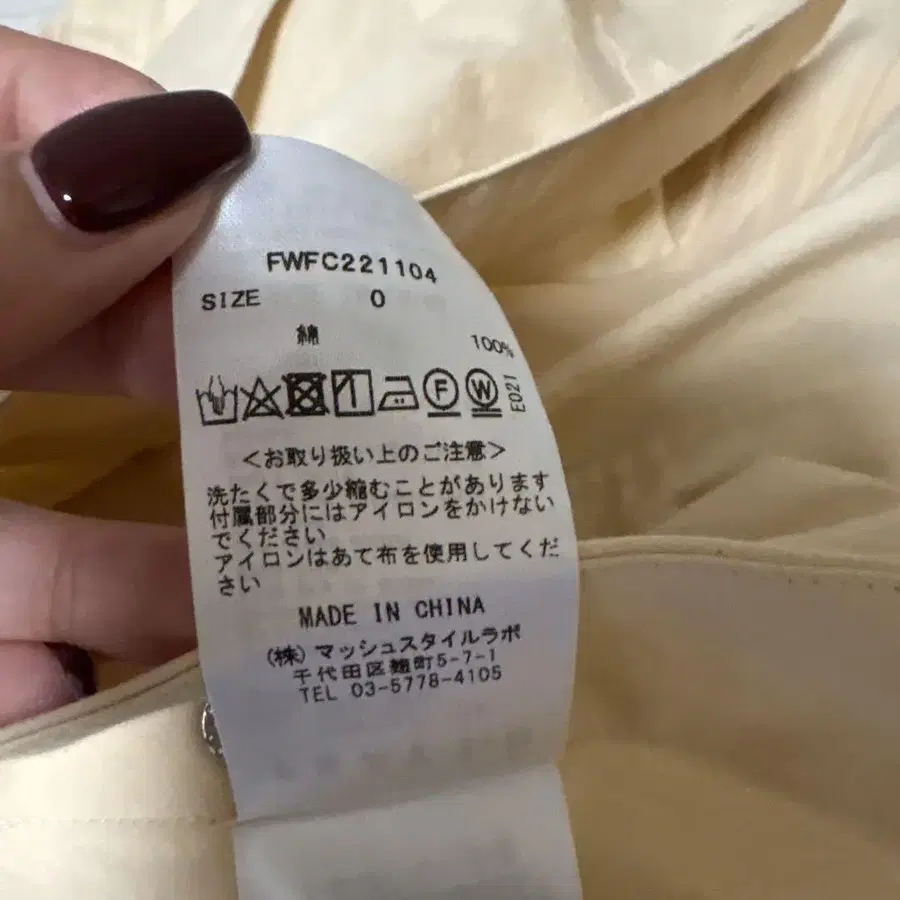 FWFC221104
SIZE 0
綿 100%
F W E021
<お取り扱い上のご注意>
洗たくで多少縮むことがあります
付属部分にはアイロンをかけない
でください
アイロンはあて布を使用してくだ
さい
MADE IN CHINA
(株)マッシュスタイルラボ
千代田区麹町5-7-1
TEL 03-5778-4105